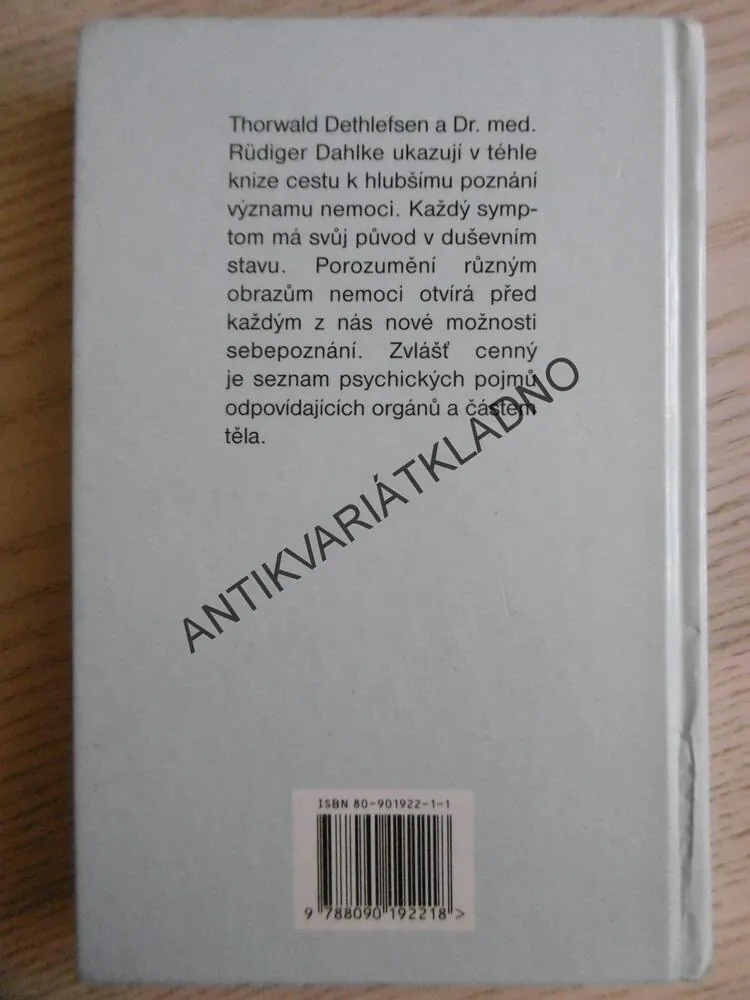 Thorwald Dethlefsen a Dr. med.
Rüdiger Dahlke ukazují v téhle
knize cestu k hlubšímu poznání
významu nemoci. Každý symp-
tom má svůj původ v duševním
stavu. Porozumění různým
obrazům nemoci otvírá před
každým z nás nové možnosti
sebepoznání. Zvlášť cenný
je seznam psychických pojmů
odpovídajících orgánů a částem
těla.
ANTIKVARIÁTKLADNO
ISBN 80-901922-1-1
9 788090 192218 >